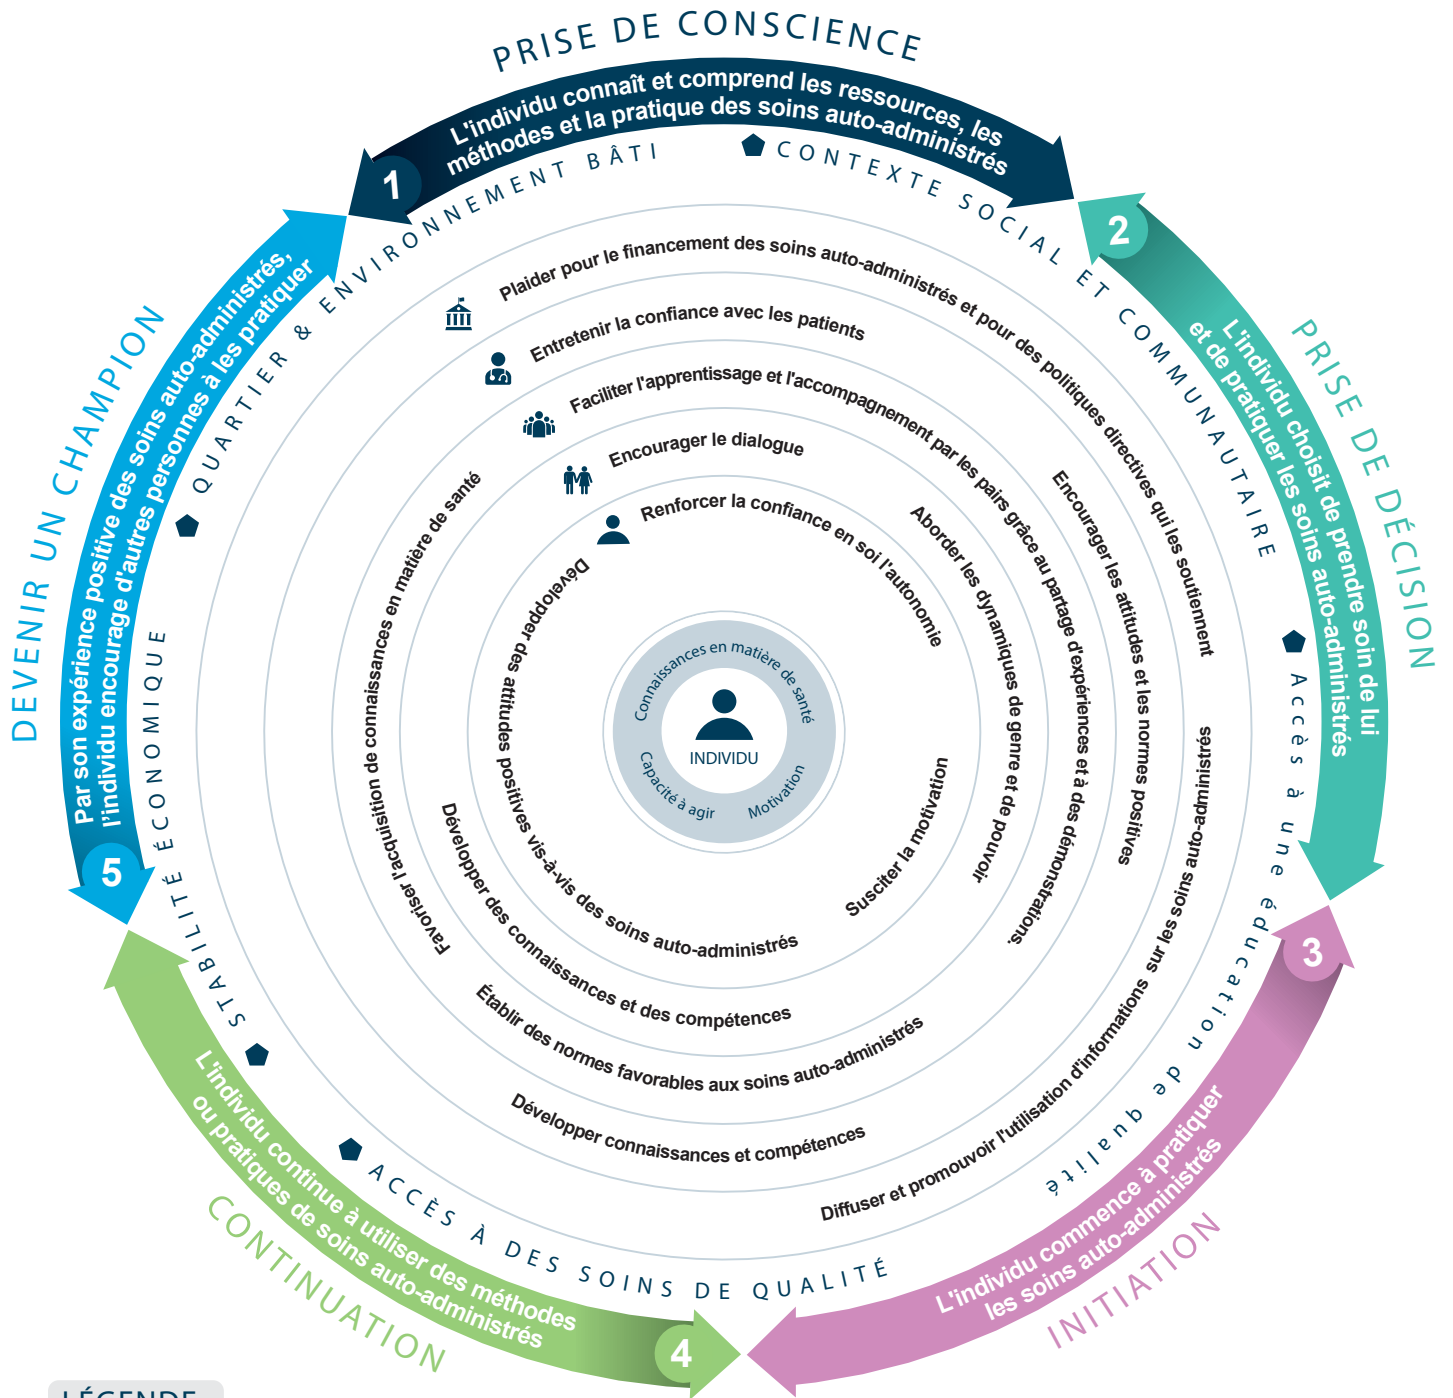 PRISE DE CONSCIENCE
1
L'individu connaît et comprend les ressources, les
méthodes et la pratique des soins auto-administrés
PRISE DE DÉCISION
2
L'individu choisit de prendre soin de lui
et de pratiquer les soins auto-administrés
INITIATION
3
L'individu commence à pratiquer
les soins auto-administrés
CONTINUATION
4
L'individu continue à utiliser des méthodes
ou pratiques de soins auto-administrés
DEVENIR UN CHAMPION
5
Par son expérience positive des soins auto-administrés,
l'individu encourage d'autres personnes à les pratiquer
QUARTIER & ENVIRONNEMENT BÂTI
CONTEXTE SOCIAL ET COMMUNAUTAIRE
Accès à une éducation de qualité
ACCÈS À DES SOINS DE QUALITÉ
STABILITÉ ÉCONOMIQUE
Plaider pour le financement des soins auto-administrés et pour des politiques directives qui les soutiennent
Diffuser et promouvoir l'utilisation d'informations sur les soins auto-administrés
Entretenir la confiance avec les patients
Encourager les attitudes et les normes positives
Développer connaissances et compétences
Faciliter l'apprentissage et l'accompagnement par les pairs grâce au partage d'expériences et à des démonstrations.
Établir des normes favorables aux soins auto-administrés
Favoriser l'acquisition de connaissances en matière de santé
Encourager le dialogue
Aborder les dynamiques de genre et de pouvoir
Développer des connaissances et des compétences
Renforcer la confiance en soi l'autonomie
Susciter la motivation
Développer des attitudes positives vis-à-vis des soins auto-administrés
Connaissances en matière de santé
Motivation
Capacité à agir
INDIVIDU
LÉGENDE